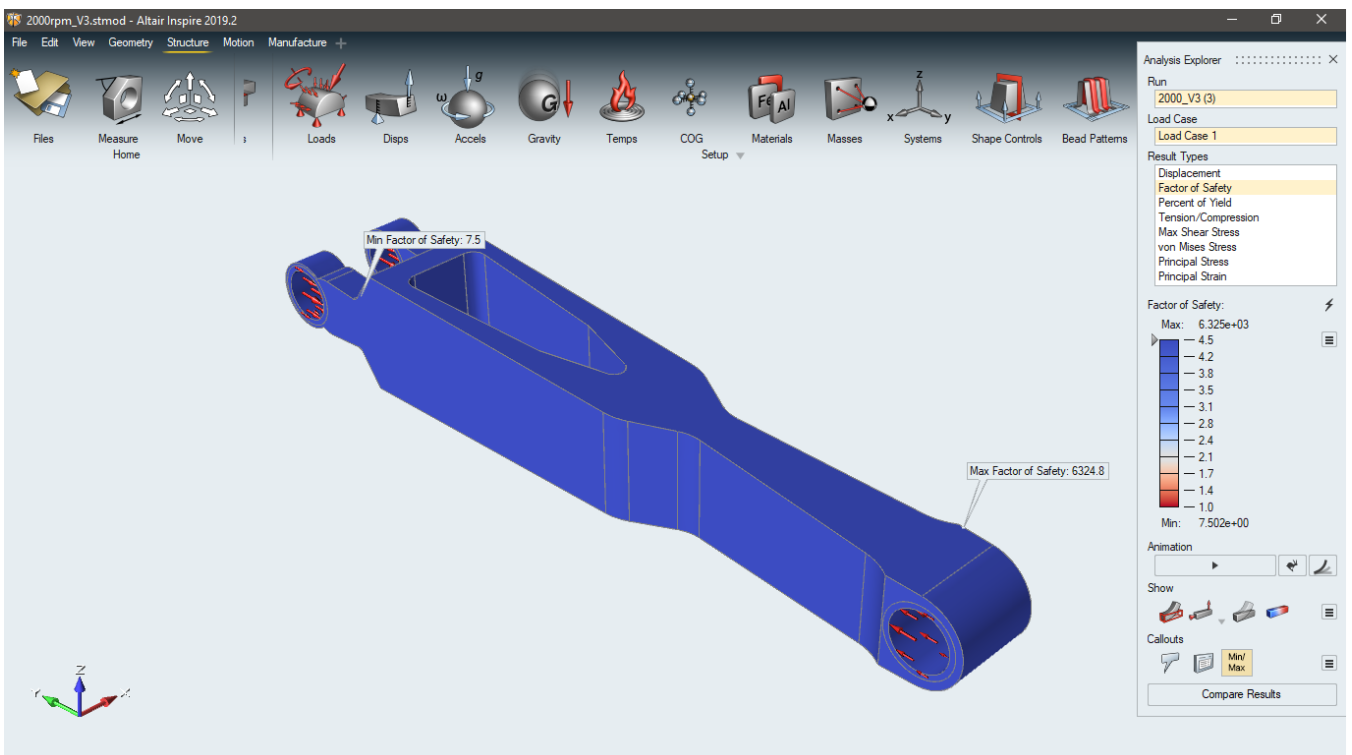 2000rpm_V3.stmod - Altair Inspire 2019.2
File Edit View Geometry Structure Motion Manufacture
Files Measure Move Loads Disps Accels Gravity Temps COG Materials Masses Systems Shape Controls Bead Patterns
Home Setup
ω g
G
Fe Al
z
x y
Min Factor of Safety: 7.5
Max Factor of Safety: 6324.8
Z
Y X
Analysis Explorer
Run
2000_V3 (3)
Load Case
Load Case 1
Result Types
Displacement
Factor of Safety
Percent of Yield
Tension/Compression
Max Shear Stress
von Mises Stress
Principal Stress
Principal Strain
Factor of Safety:
Max: 6.325e+03
4.5
4.2
3.8
3.5
3.1
2.8
2.4
2.1
1.7
1.4
1.0
Min: 7.502e+00
Animation
Show
Callouts
Min/
Max
Compare Results